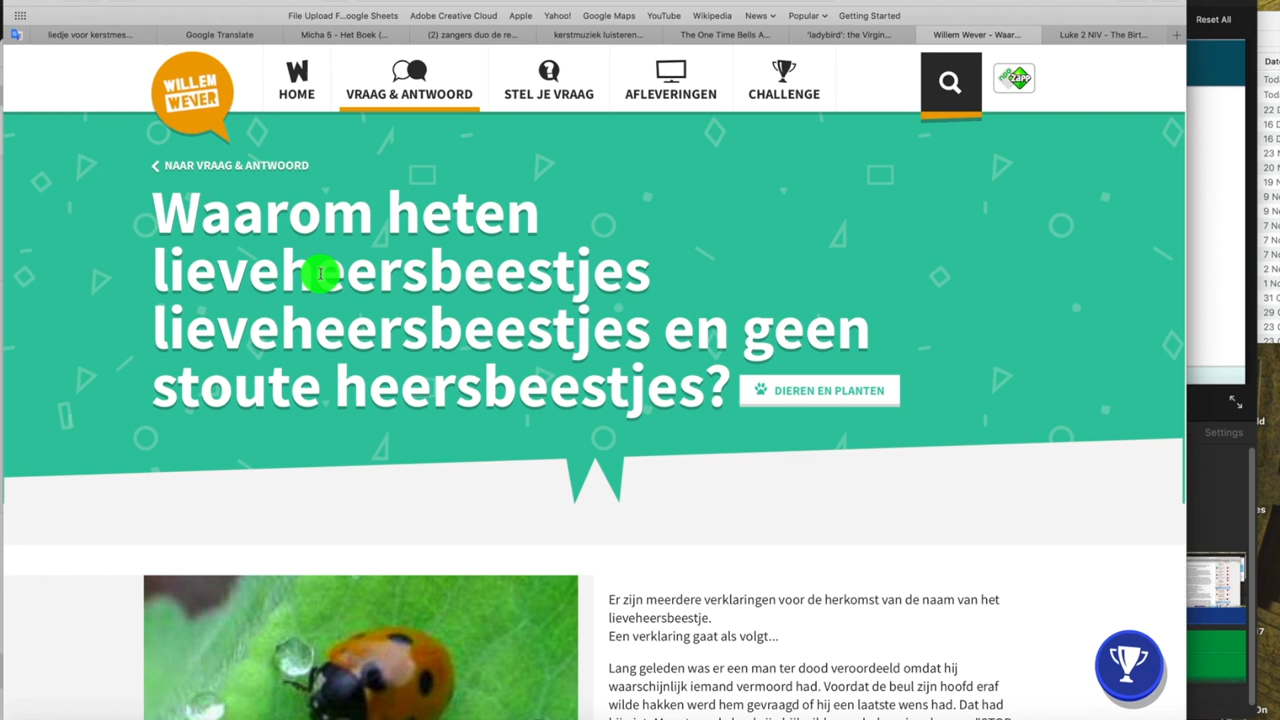 File Upload F...oogle Sheets Adobe Creative Cloud Apple Yahoo! Google Maps YouTube Wikipedia News Popular Getting Started
Reset All
liedje voor kerstmes... Google Translate Micha 5 - Het Boek (... (2) zangers duo de re... kerstmuziek luisteren... The One Time Bells A... 'ladybird': the Virgin... Willem Wever - Waar... Luke 2 NIV - The Birt...
WILLEM
WEVER
HOME VRAAG & ANTWOORD STEL JE VRAAG AFLEVERINGEN CHALLENGE
npo
zapp
NAAR VRAAG & ANTWOORD
Waarom heten
lieveheersbeestjes
lieveheersbeestjes en geen
stoute heersbeestjes?
DIEREN EN PLANTEN
Settings
Er zijn meerdere verklaringen voor de herkomst van de naam van het
lieveheersbeestje.
Een verklaring gaat als volgt...
Lang geleden was er een man ter dood veroordeeld omdat hij
waarschijnlijk iemand vermoord had. Voordat de beul zijn hoofd eraf
wilde hakken werd hem gevraagd of hij een laatste wens had. Dat had